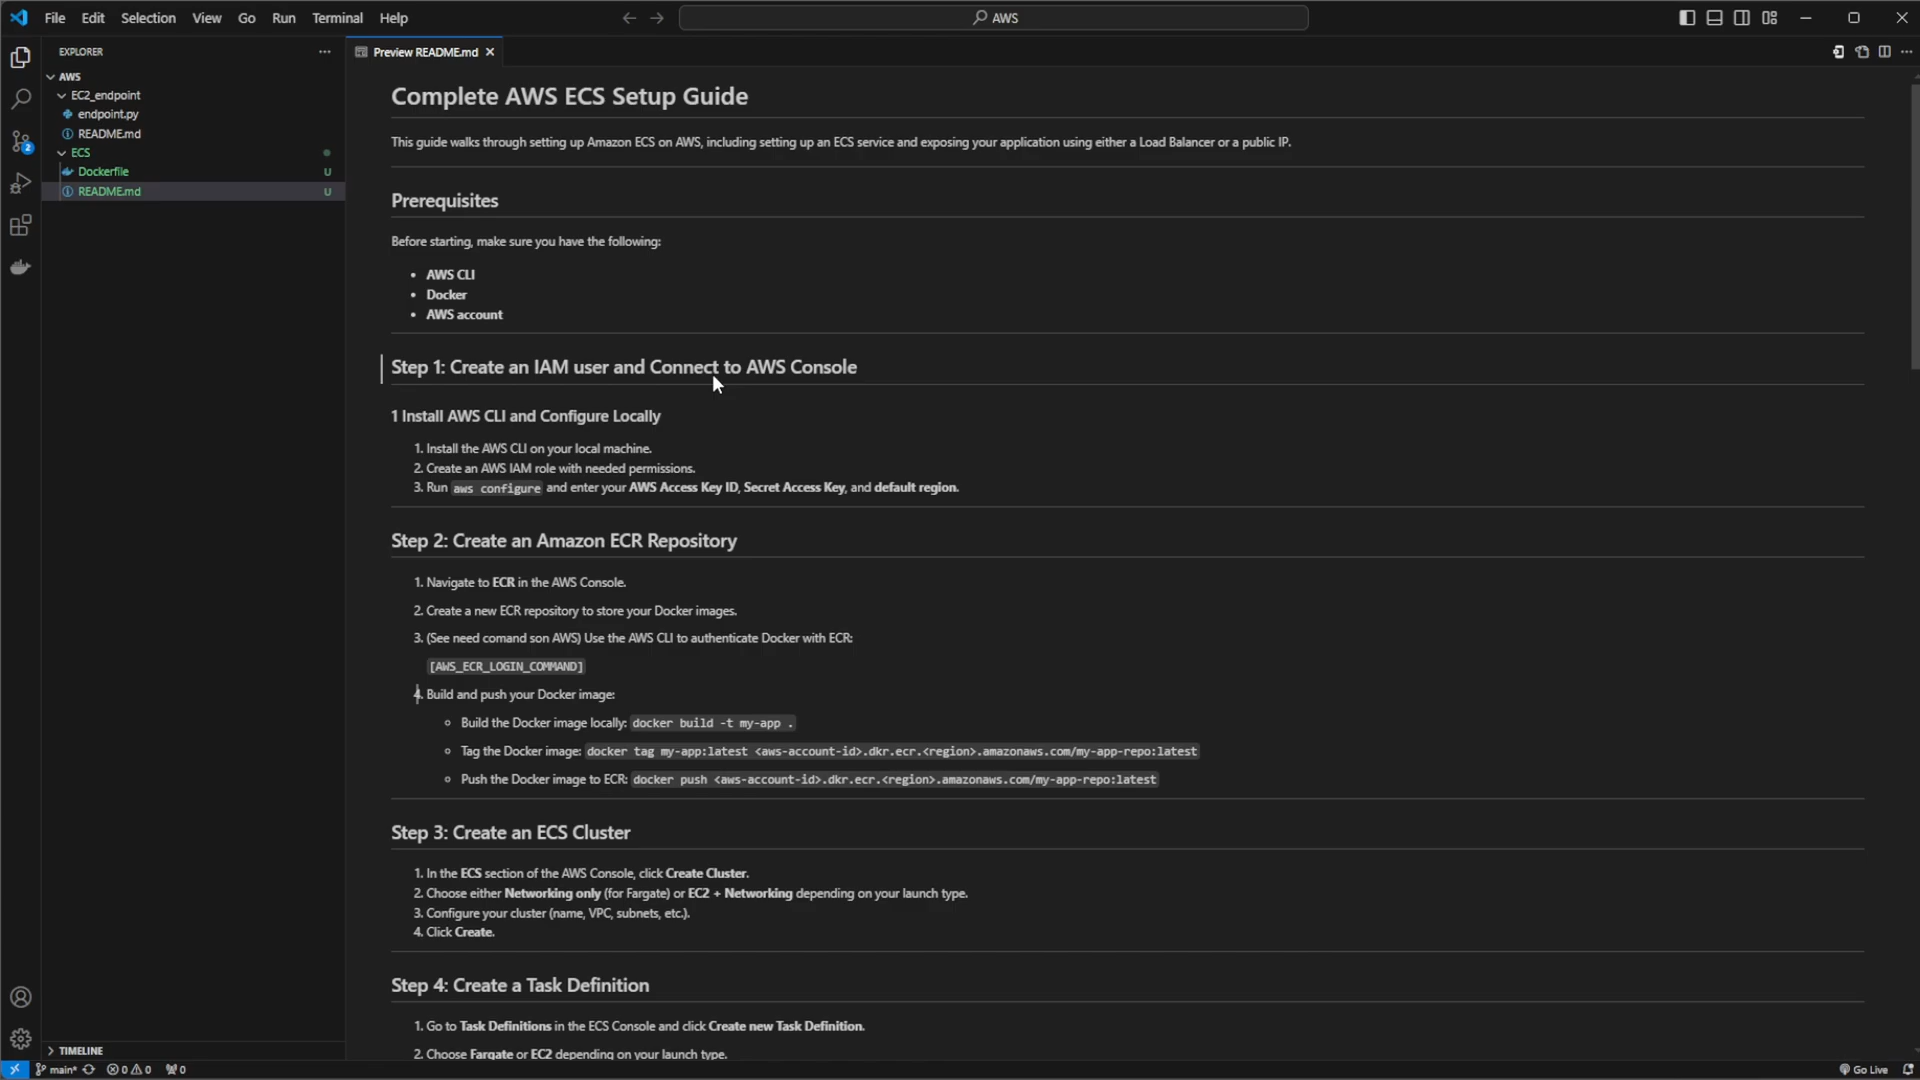 File Edit Selection View Go Run Terminal Help
AWS
EXPLORER
Preview README.md
AWS
EC2_endpoint
endpoint.py
README.md
ECS
Dockerfile U
README.md U
Complete AWS ECS Setup Guide
This guide walks through setting up Amazon ECS on AWS, including setting up an ECS service and exposing your application using either a Load Balancer or a public IP.
Prerequisites
Before starting, make sure you have the following:
• AWS CLI
• Docker
• AWS account
Step 1: Create an IAM user and Connect to AWS Console
1 Install AWS CLI and Configure Locally
1. Install the AWS CLI on your local machine.
2. Create an AWS IAM role with needed permissions.
3. Run aws configure and enter your AWS Access Key ID, Secret Access Key, and default region.
Step 2: Create an Amazon ECR Repository
1. Navigate to ECR in the AWS Console.
2. Create a new ECR repository to store your Docker images.
3. (See need comand son AWS) Use the AWS CLI to authenticate Docker with ECR:
[AWS_ECR_LOGIN_COMMAND]
4. Build and push your Docker image:
Build the Docker image locally: docker build -t my-app .
Tag the Docker image: docker tag my-app:latest <aws-account-id>.dkr.ecr.<region>.amazonaws.com/my-app-repo:latest
Push the Docker image to ECR: docker push <aws-account-id>.dkr.ecr.<region>.amazonaws.com/my-app-repo:latest
Step 3: Create an ECS Cluster
1. In the ECS section of the AWS Console, click Create Cluster.
2. Choose either Networking only (for Fargate) or EC2 + Networking depending on your launch type.
3. Configure your cluster (name, VPC, subnets, etc.).
4. Click Create.
Step 4: Create a Task Definition
1. Go to Task Definitions in the ECS Console and click Create new Task Definition.
2. Choose Fargate or EC2 depending on your launch type.
2
TIMELINE
main* 0 0 0
Go Live